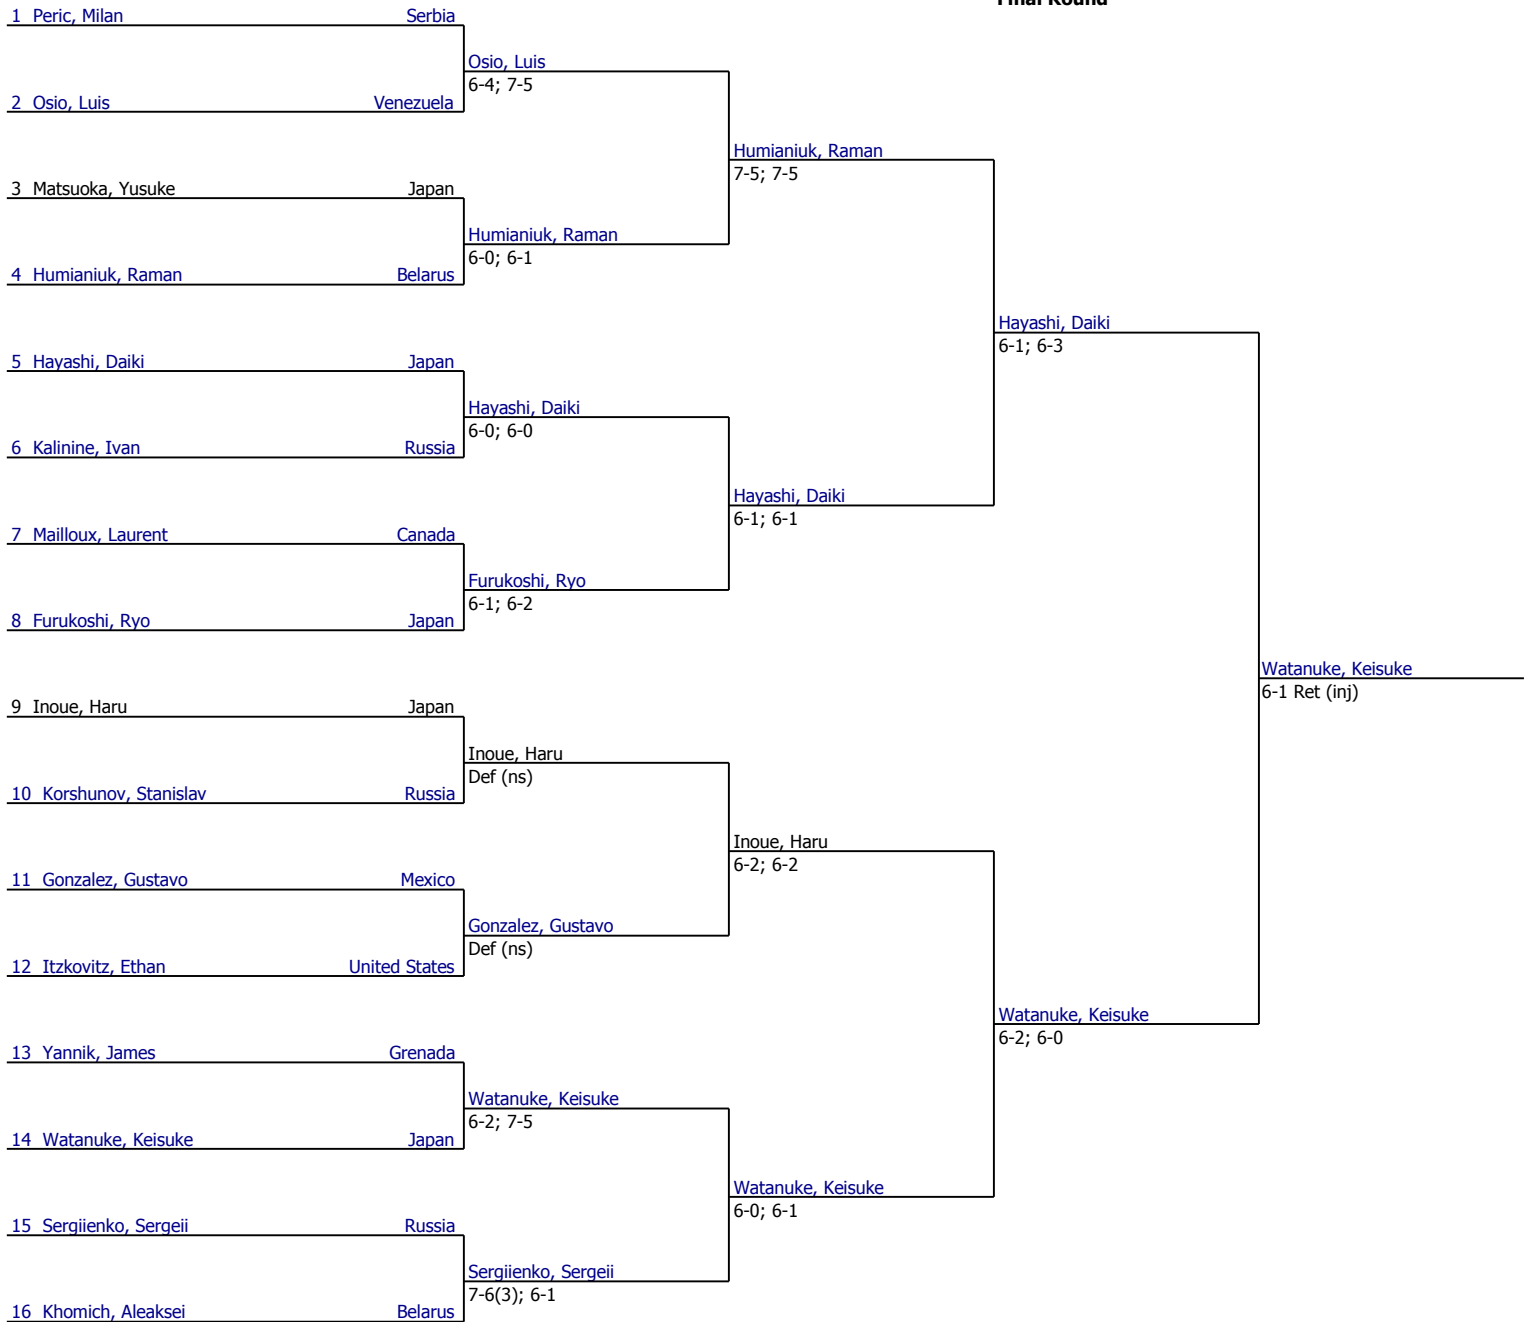 Final Round
1 Peric, Milan Serbia
Osio, Luis
6-4; 7-5
2 Osio, Luis Venezuela
Humianiuk, Raman
7-5; 7-5
3 Matsuoka, Yusuke Japan
Humianiuk, Raman
6-0; 6-1
4 Humianiuk, Raman Belarus
Hayashi, Daiki
6-1; 6-3
5 Hayashi, Daiki Japan
Hayashi, Daiki
6-0; 6-0
6 Kalinine, Ivan Russia
Hayashi, Daiki
6-1; 6-1
7 Mailloux, Laurent Canada
Furukoshi, Ryo
6-1; 6-2
8 Furukoshi, Ryo Japan
Watanuke, Keisuke
6-1 Ret (inj)
9 Inoue, Haru Japan
Inoue, Haru
Def (ns)
10 Korshunov, Stanislav Russia
Inoue, Haru
6-2; 6-2
11 Gonzalez, Gustavo Mexico
Gonzalez, Gustavo
Def (ns)
12 Itzkovitz, Ethan United States
Watanuke, Keisuke
6-2; 6-0
13 Yannik, James Grenada
Watanuke, Keisuke
6-2; 7-5
14 Watanuke, Keisuke Japan
Watanuke, Keisuke
6-0; 6-1
15 Sergiienko, Sergeii Russia
Sergiienko, Sergeii
7-6(3); 6-1
16 Khomich, Aleaksei Belarus